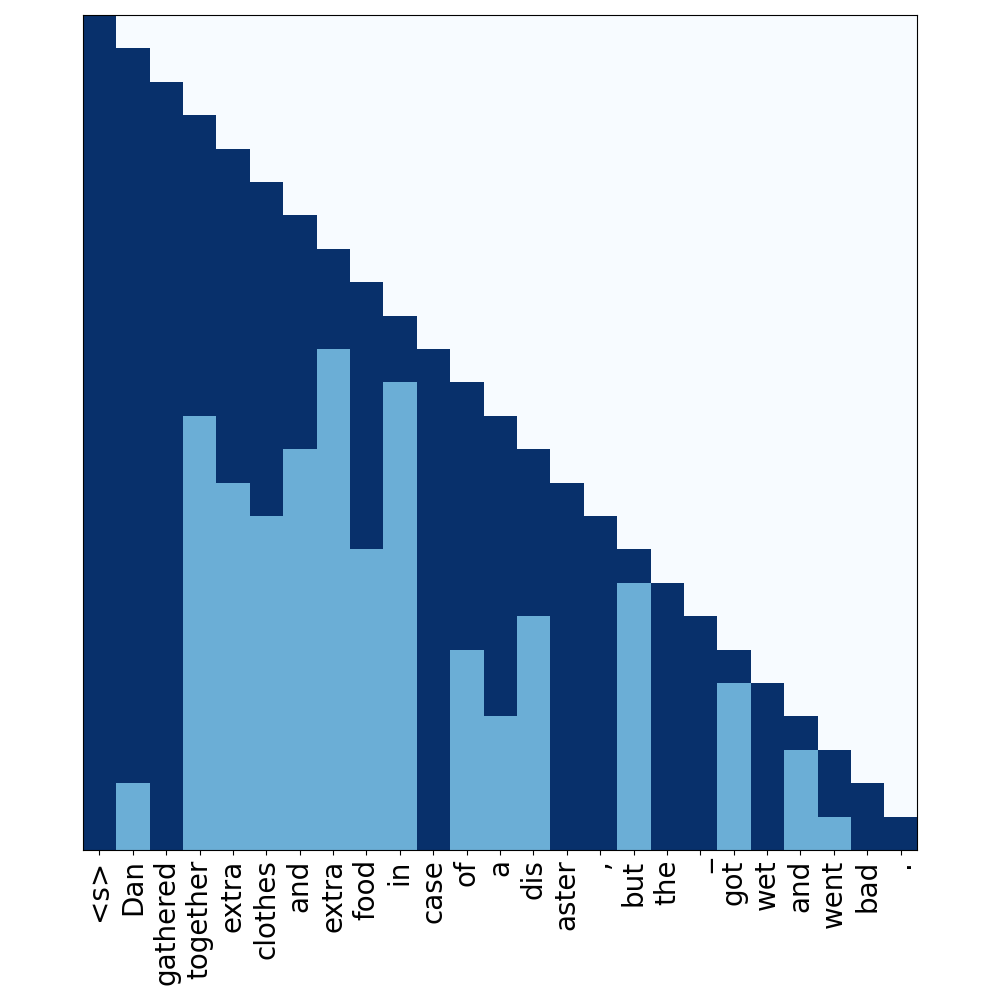 <s>
Dan
gathered
together
extra
clothes
and
extra
food
in
case
of
a
dis
aster
,
but
the
_
got
wet
and
went
bad
.